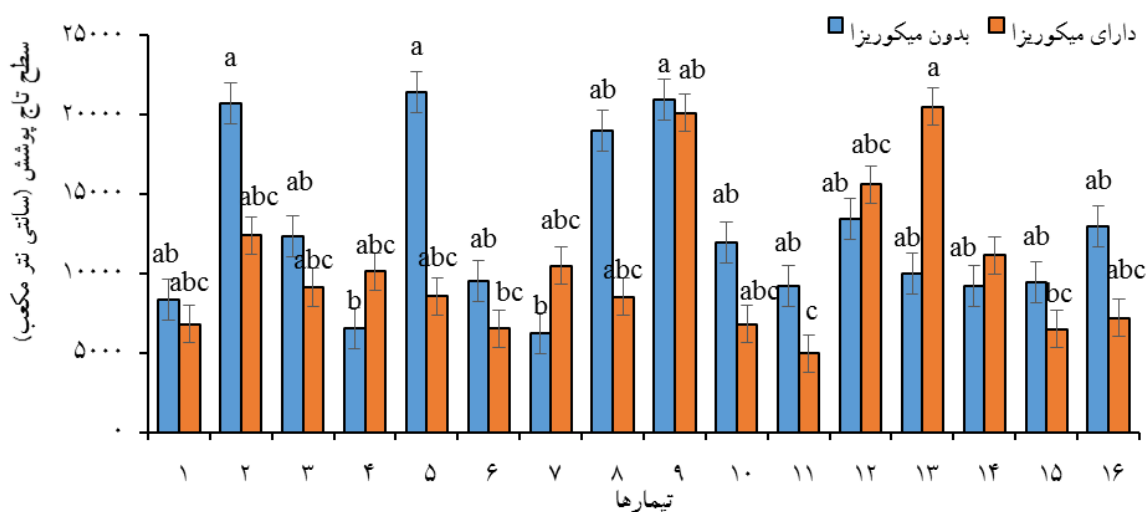 بدون میکوریزا دارای میکوریزا
سطح تاج پوشش (سانتی تتر مکعب)
۲۵۰۰۰
۲۰۰۰۰
۱۵۰۰۰
۱۰۰۰۰
۵۰۰۰
۰
ab abc
a abc
ab abc
b abc
a abc
ab bc
b abc
ab abc
a ab
ab abc
ab c
ab abc
ab a
ab abc
ab bc
ab abc
۱ ۲ ۳ ۴ ۵ ۶ ۷ ۸ ۹ ۱۰ ۱۱ ۱۲ ۱۳ ۱۴ ۱۵ ۱۶
تیمارها